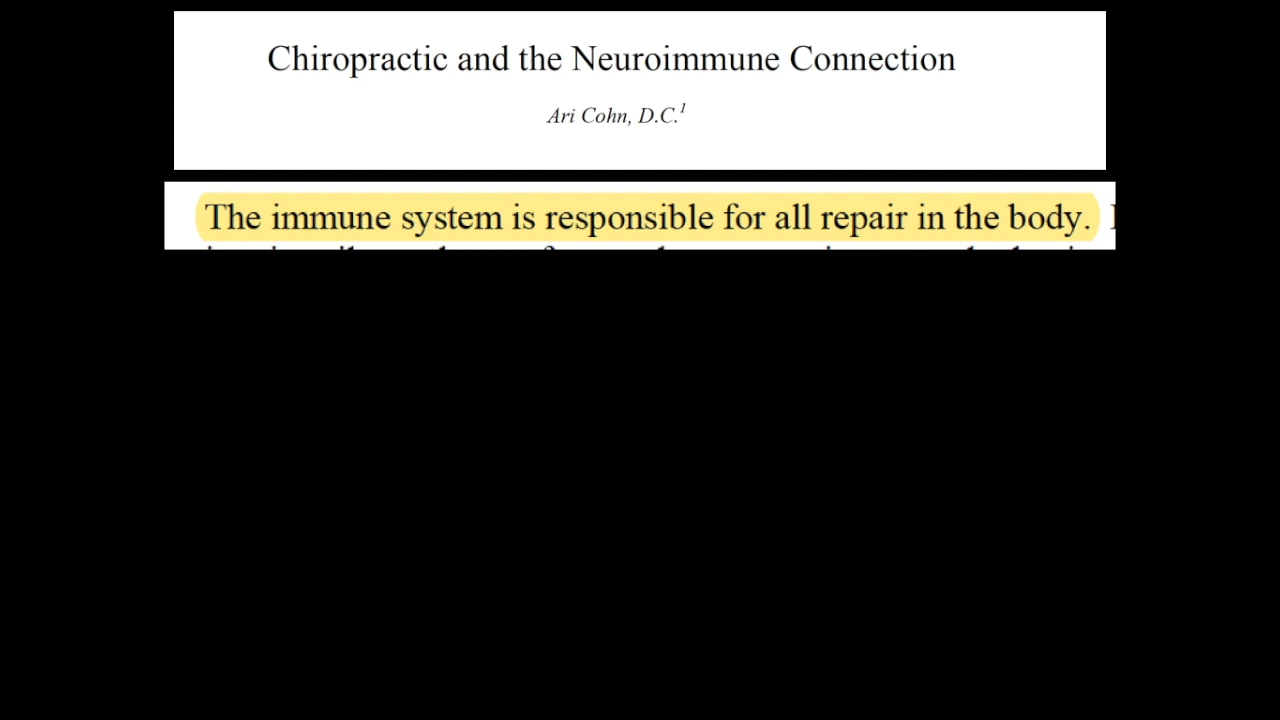 Chiropractic and the Neuroimmune Connection
Ari Cohn, D.C.1
The immune system is responsible for all repair in the body.